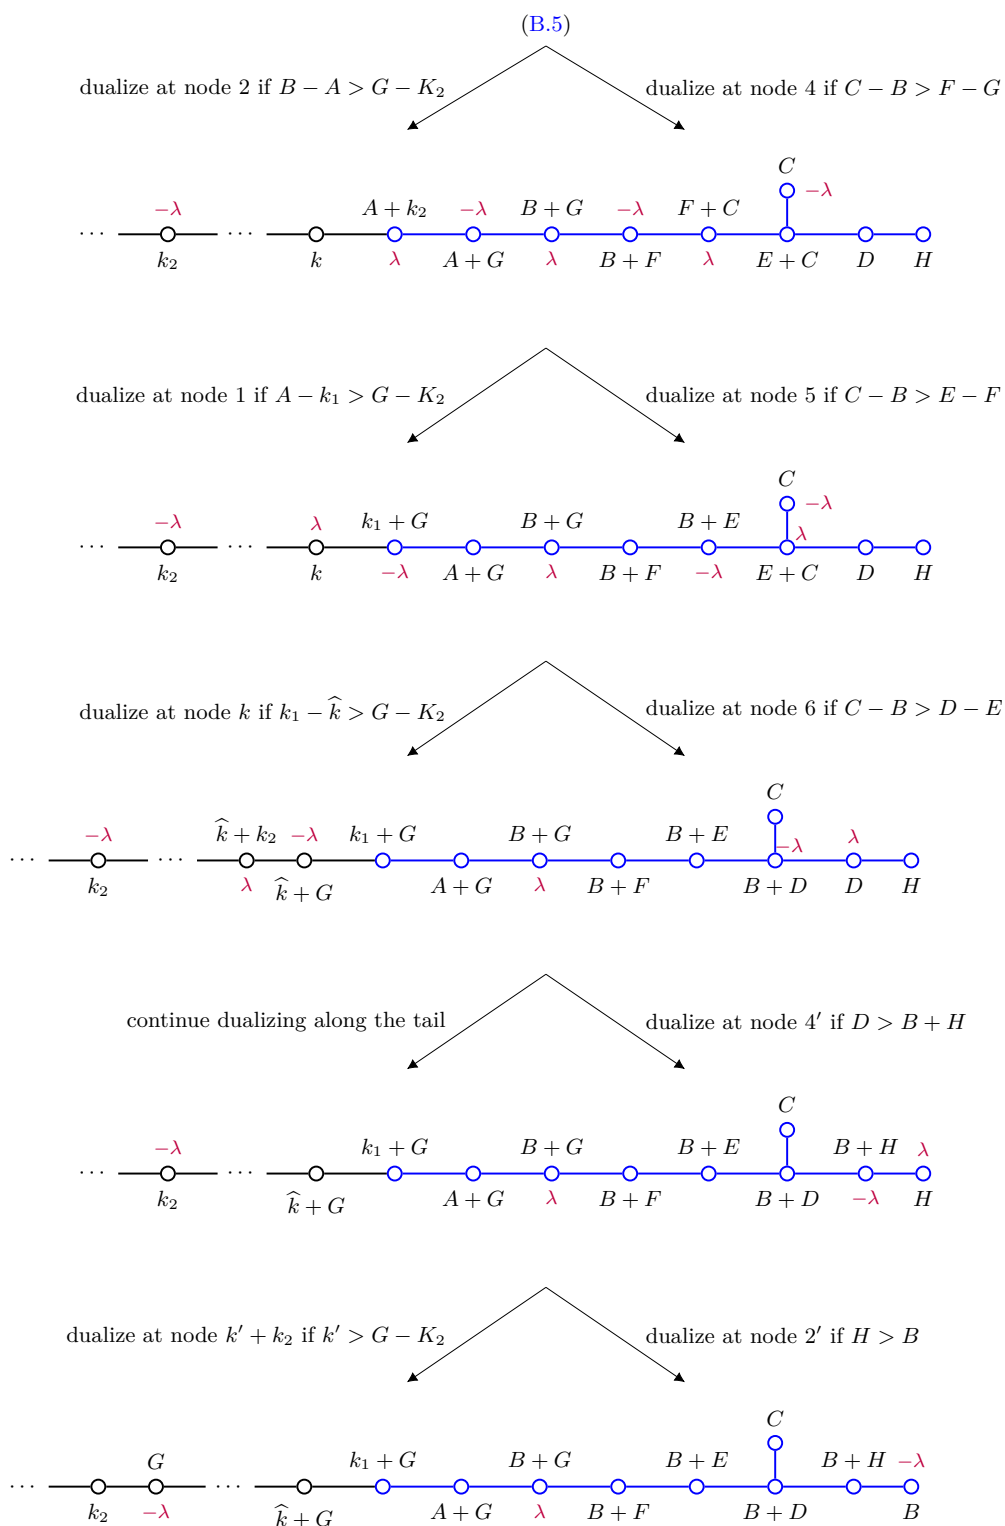 (B.5)
dualize at node 2 if B − A > G − K₂ dualize at node 4 if C − B > F − G
C −λ
−λ A + k₂ −λ B + G −λ F + C
··· ···
k₂ k λ A + G λ B + F λ E + C D H
dualize at node 1 if A − k₁ > G − K₂ dualize at node 5 if C − B > E − F
C −λ
−λ λ k₁ + G B + G B + E λ
··· ···
k₂ k −λ A + G λ B + F −λ E + C D H
dualize at node k if k₁ − k̂ > G − K₂ dualize at node 6 if C − B > D − E
C
−λ k̂ + k₂ −λ k₁ + G B + G B + E −λ λ
··· ···
k₂ λ k̂ + G A + G λ B + F B + D D H
continue dualizing along the tail dualize at node 4′ if D > B + H
C
−λ k₁ + G B + G B + E B + H λ
··· ···
k₂ k̂ + G A + G λ B + F B + D −λ H
dualize at node k′ + k₂ if k′ > G − K₂ dualize at node 2′ if H > B
C
G k₁ + G B + G B + E B + H −λ
··· ···
k₂ −λ k̂ + G A + G λ B + F B + D B